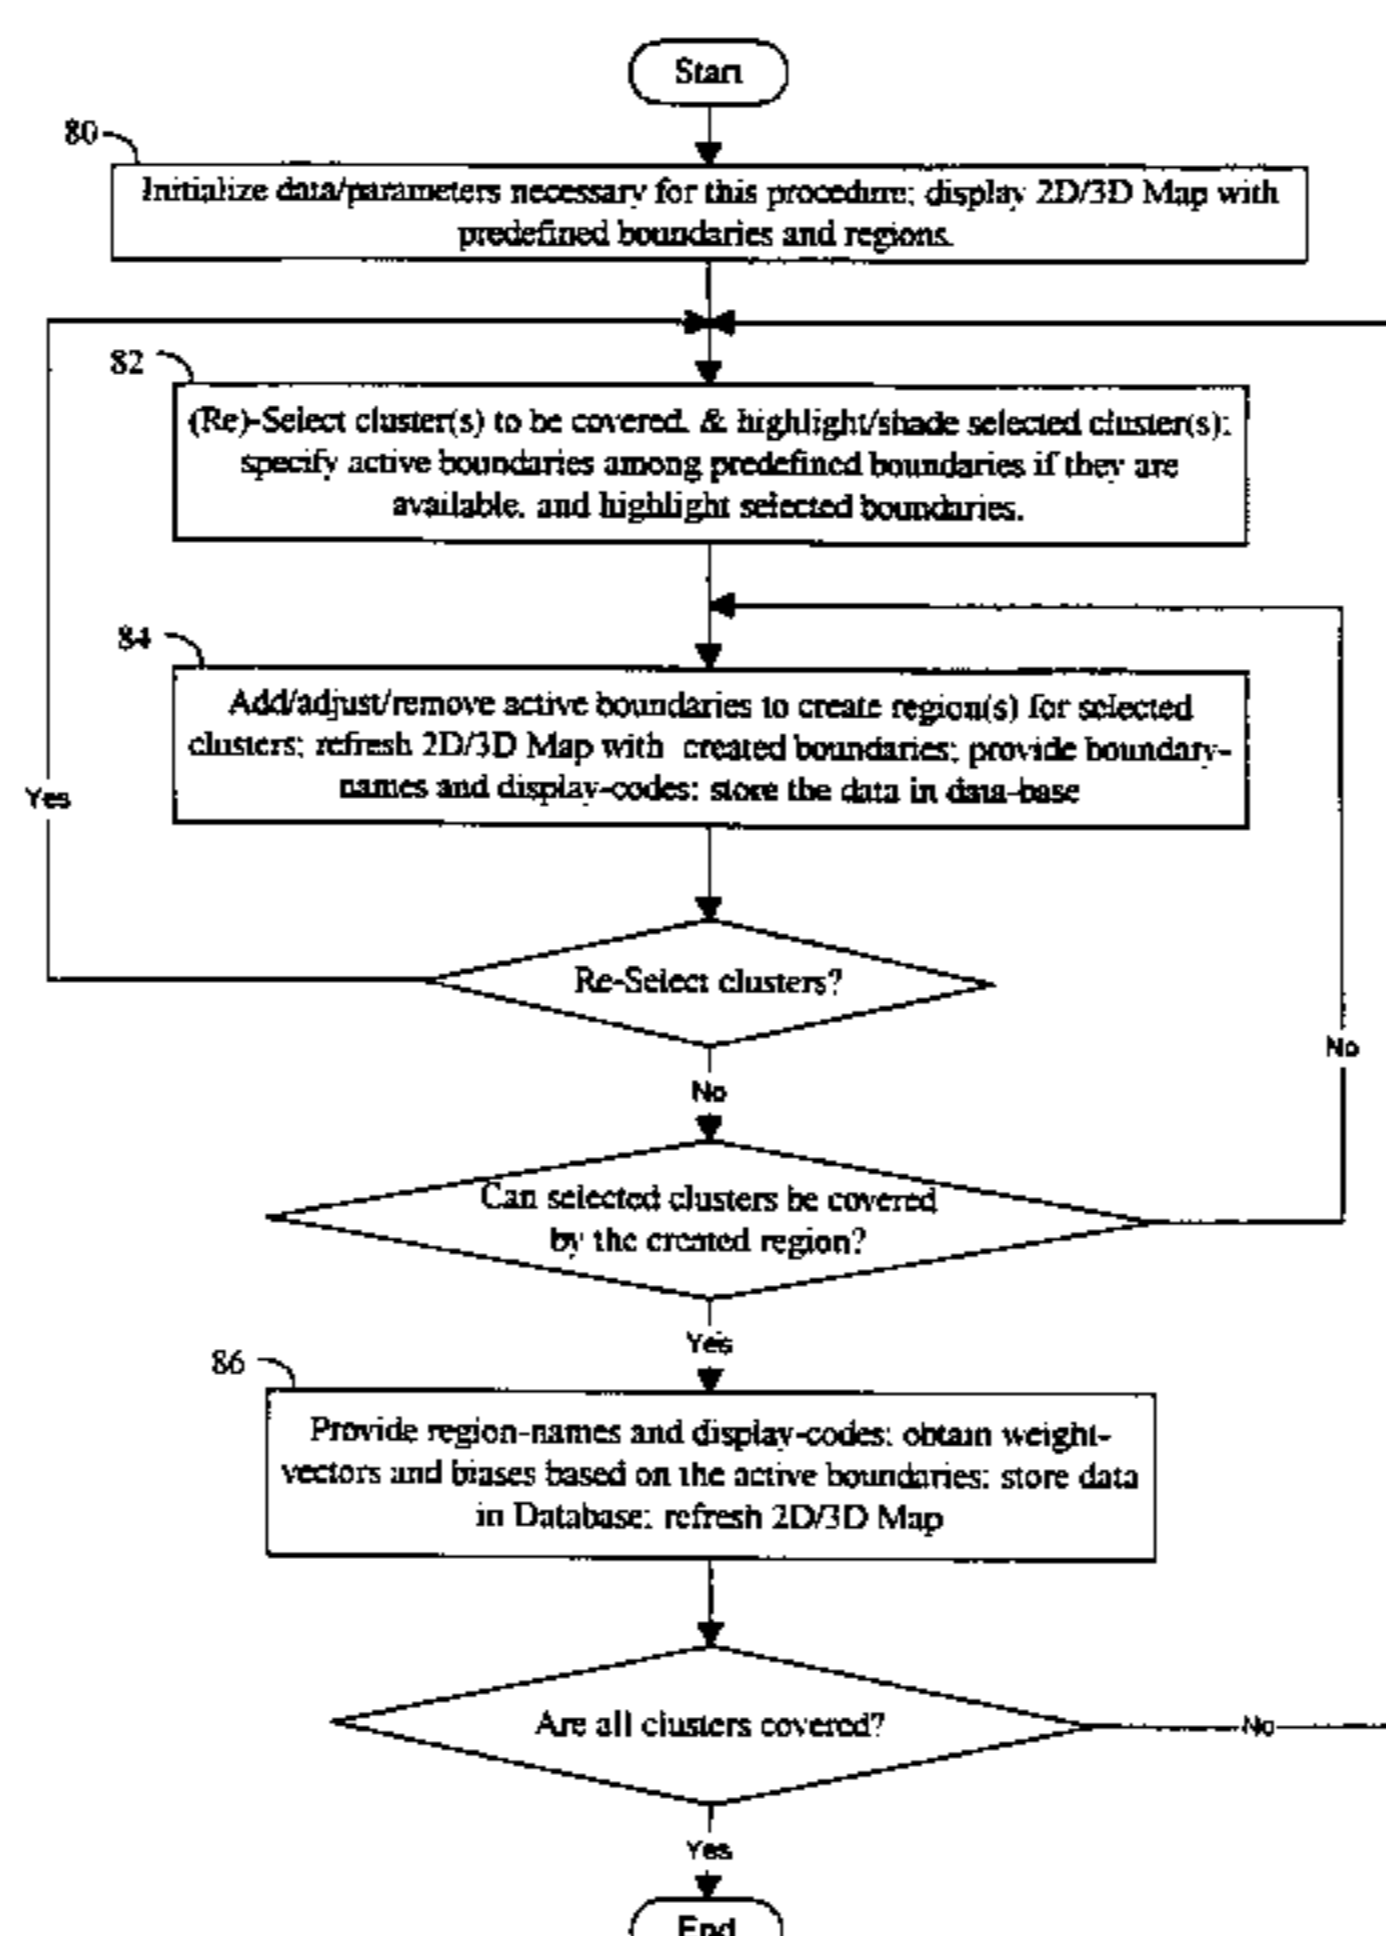 Start
80
Initialize data/parameters necessary for this procedure; display 2D/3D Map with
predefined boundaries and regions.
82
(Re)-Select cluster(s) to be covered. & highlight/shade selected cluster(s);
specify active boundaries among predefined boundaries if they are
available. and highlight selected boundaries.
84
Add/adjust/remove active boundaries to create region(s) for selected
clusters; refresh 2D/3D Map with created boundaries; provide boundary-
names and display-codes; store the data in data-base
Yes
Re-Select clusters?
No
No
Can selected clusters be covered
by the created region?
Yes
86
Provide region-names and display-codes; obtain weight-
vectors and biases based on the active boundaries; store data
in Database; refresh 2D/3D Map
Are all clusters covered?
No
Yes
End